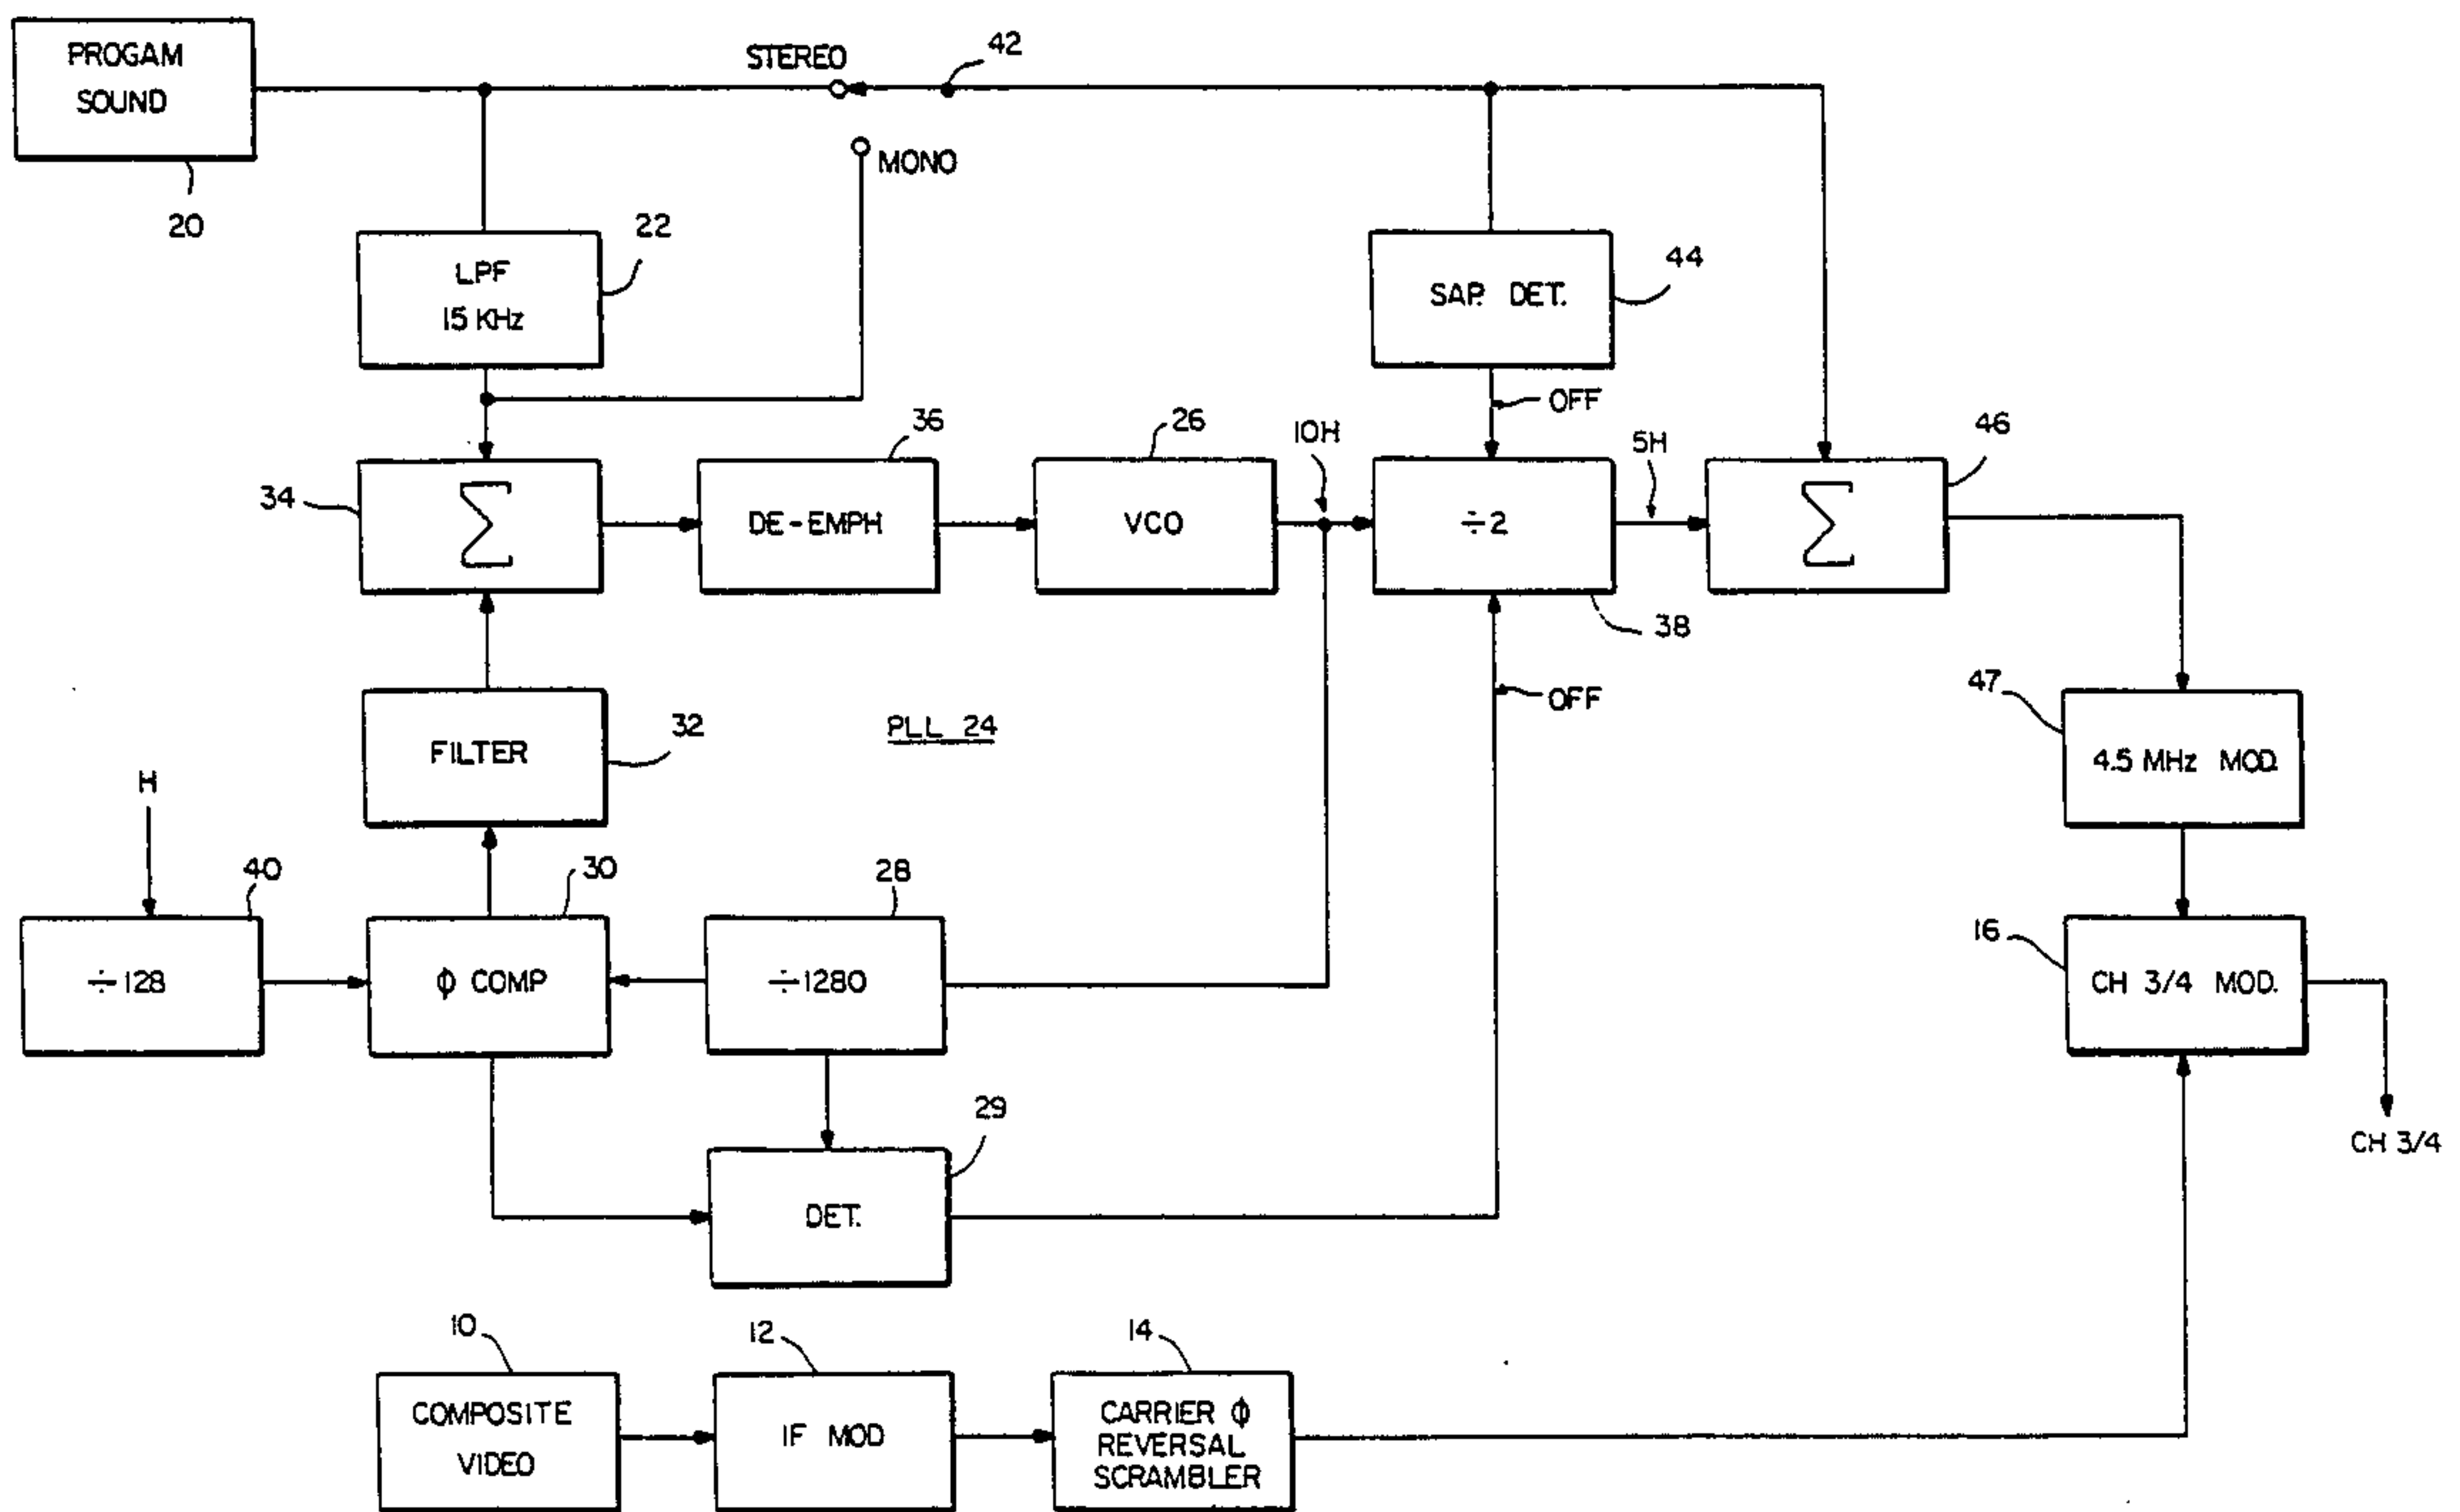 PROGAM
SOUND
20
STEREO
42
MONO
LPF
15 KHz
22
SAP. DET.
44
OFF
34
Σ
DE-EMPH
36
VCO
26
10H
÷2
38
5H
Σ
46
OFF
FILTER
32
PLL 24
47
4.5 MHz MOD.
H
40
÷128
30
ϕ COMP
28
÷1280
16
CH 3/4 MOD.
CH 3/4
29
DET.
10
COMPOSITE
VIDEO
12
IF MOD
14
CARRIER ϕ
REVERSAL
SCRAMBLER